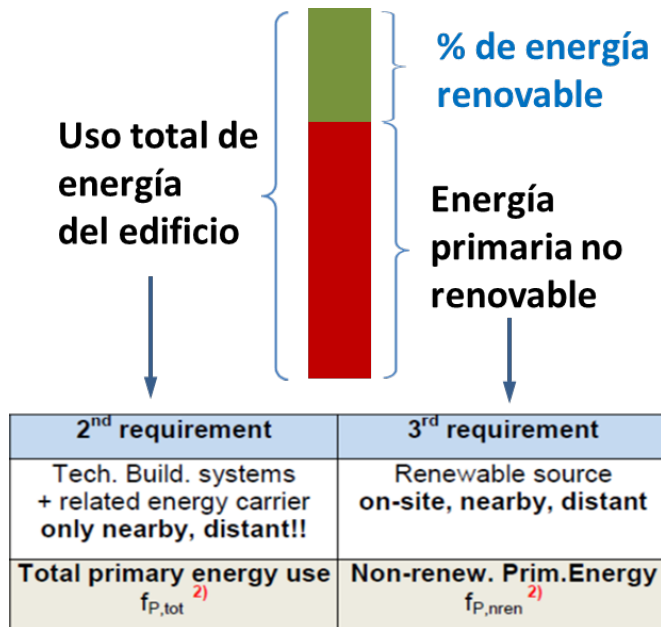 % de energía
renovable
Uso total de
energía
del edificio
Energía
primaria no
renovable
2nd requirement
3rd requirement
Tech. Build. systems
+ related energy carrier
only nearby, distant!!
Renewable source
on-site, nearby, distant
Total primary energy use
fP,tot 2)
Non-renew. Prim.Energy
fP,nren 2)